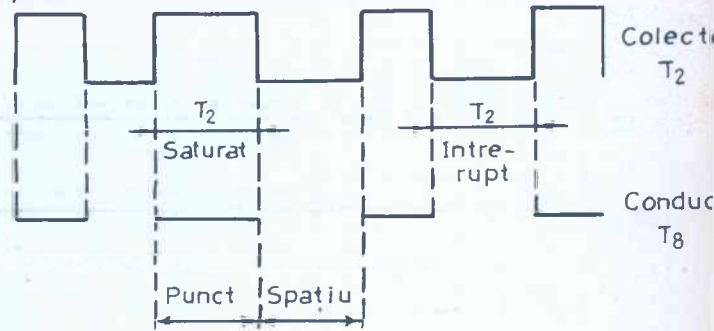 Colect
T2
T2
Saturat
T2
Intre-
rupt
Conduc
T8
Punct
Spatiu